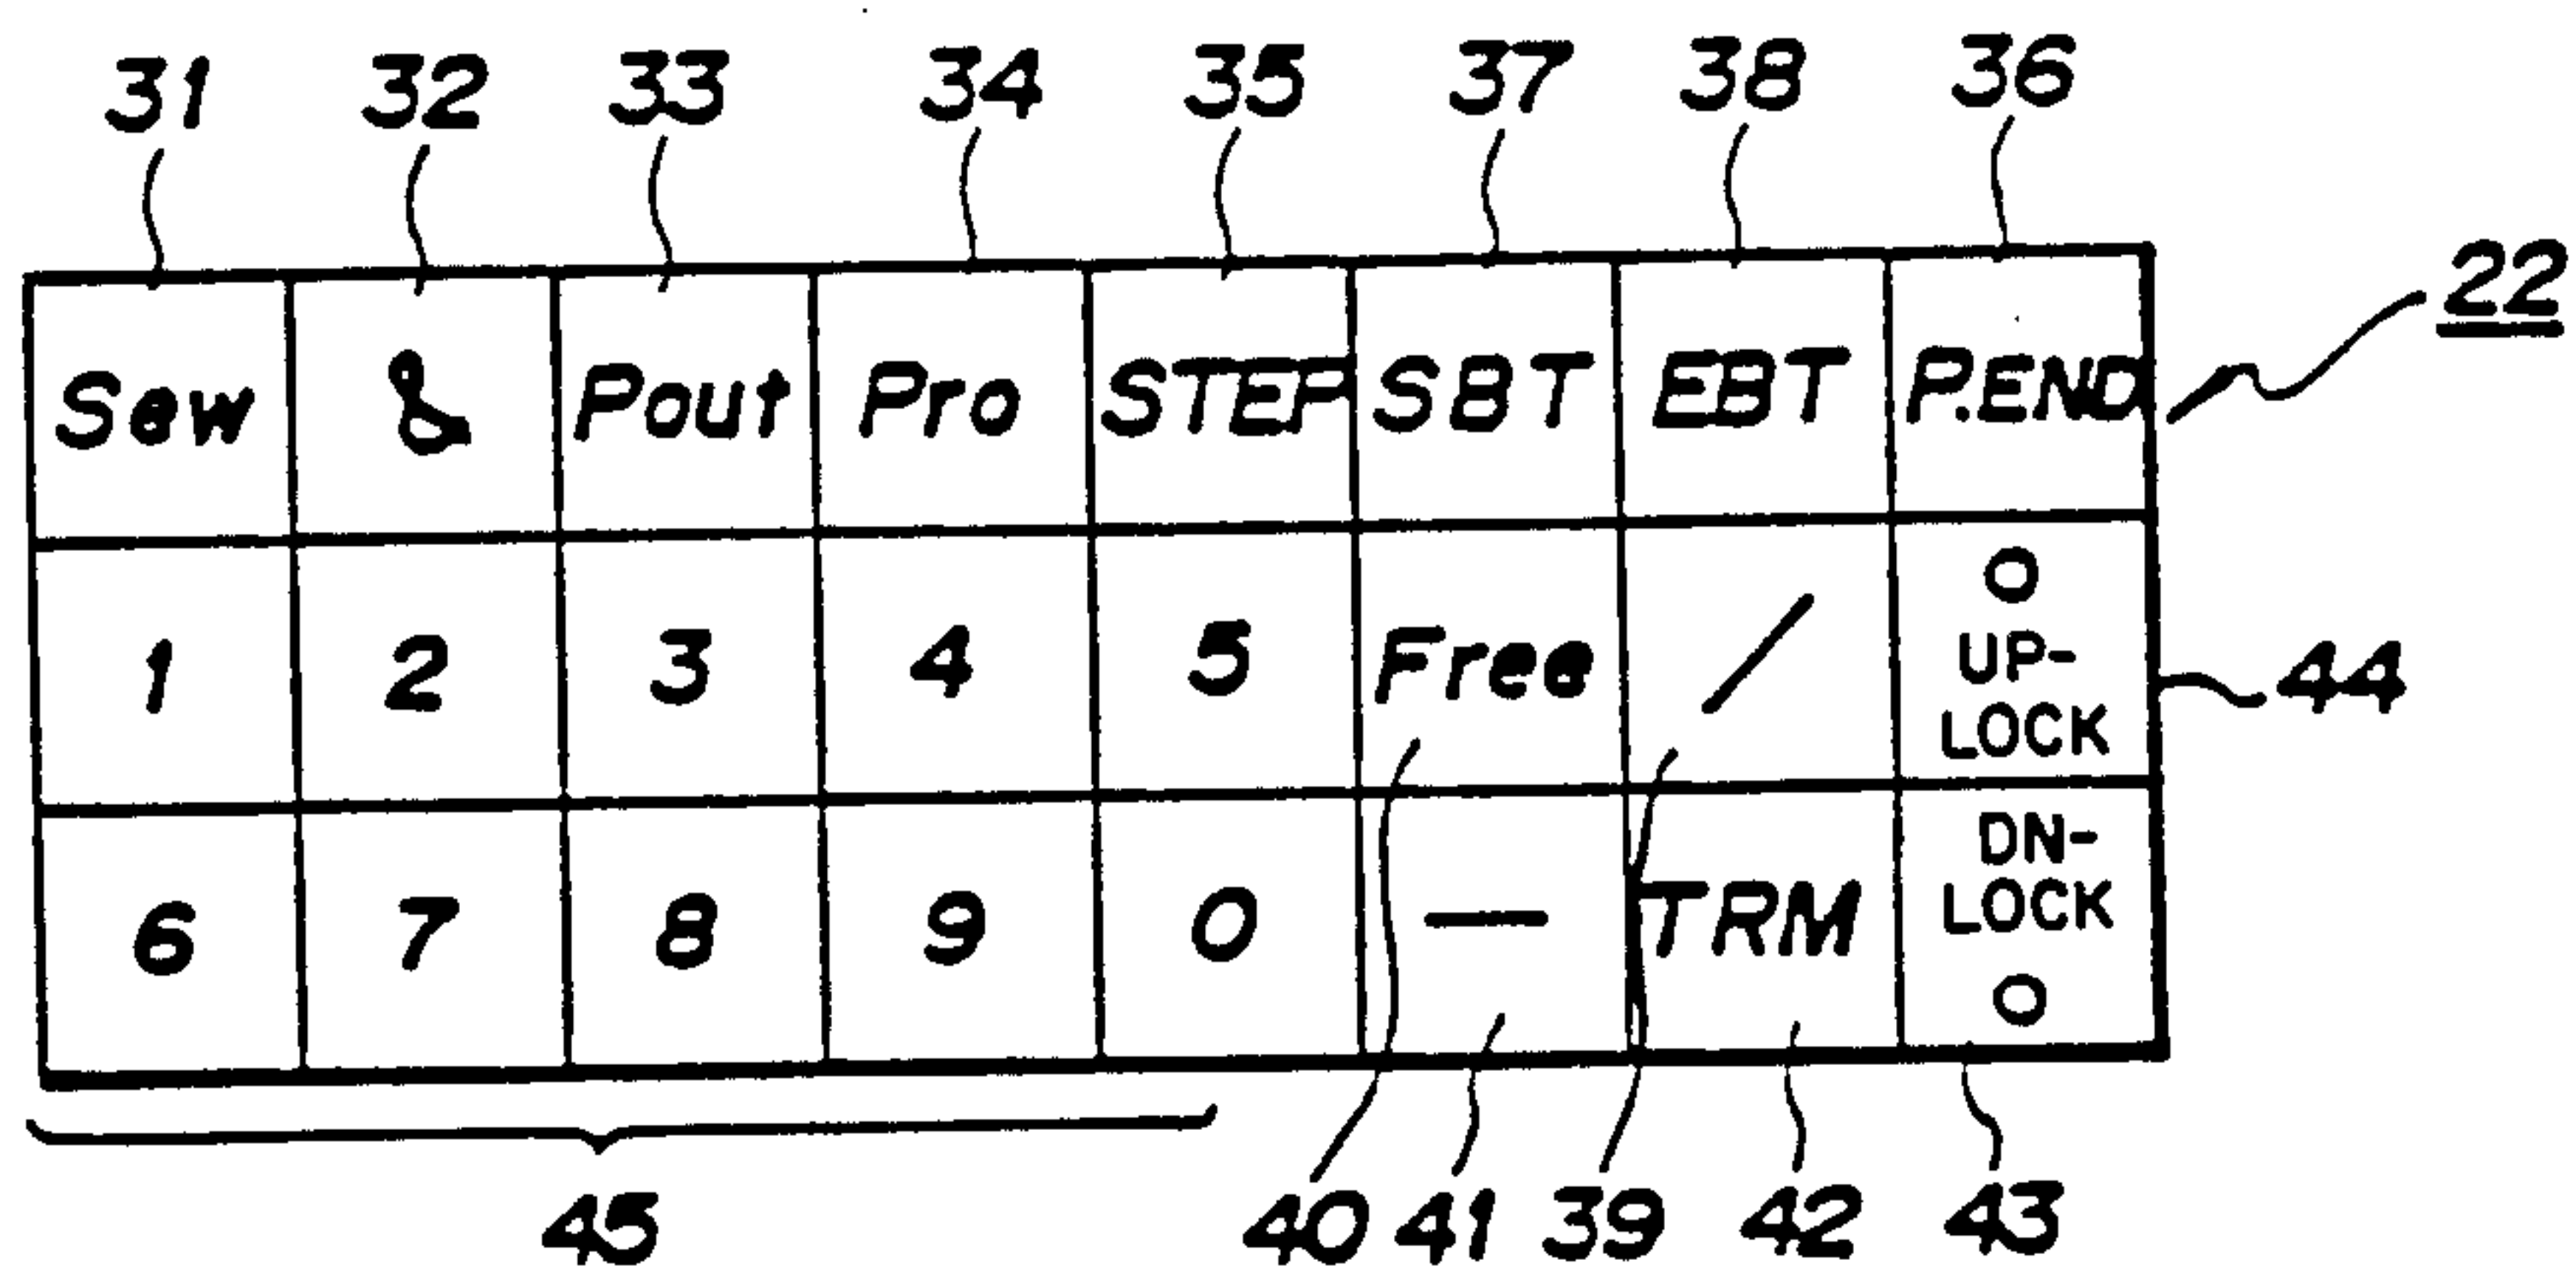 31 32 33 34 35 37 38 36
22
Sew & Pout Pro STEP SBT EBT P.END
1 2 3 4 5 Free / O
UP-
LOCK
44
6 7 8 9 0 — TRM DN-
LOCK
O
45 40 41 39 42 43